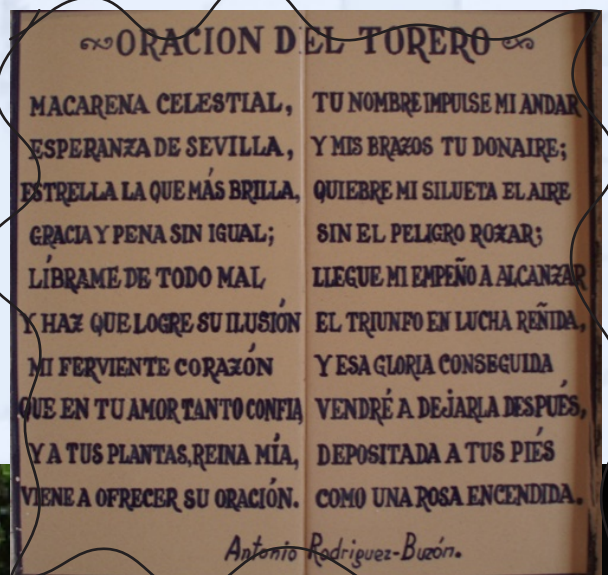 ORACION DEL TORERO
MACARENA CELESTIAL,
ESPERANZA DE SEVILLA,
ESTRELLA LA QUE MÁS BRILLA,
GRACIA Y PENA SIN IGUAL;
LÍBRAME DE TODO MAL
Y HAZ QUE LOGRE SU ILUSIÓN
MI FERVIENTE CORAZÓN
QUE EN TU AMOR TANTO CONFIA
Y A TUS PLANTAS, REINA MÍA,
VIENE A OFRECER SU ORACIÓN.
TU NOMBRE IMPULSE MI ANDAR
Y MIS BRAZOS TU DONAIRE;
QUIEBRE MI SILUETA EL AIRE
SIN EL PELIGRO ROZAR;
LLEGUE MI EMPEÑO A ALCANZAR
EL TRIUNFO EN LUCHA REÑIDA,
Y ESA GLORIA CONSEGUIDA
VENDRÉ A DEJARLA DESPUÉS,
DEPOSITADA A TUS PIÉS
COMO UNA ROSA ENCENDIDA.
Antonio Rodriguez-Buzón.